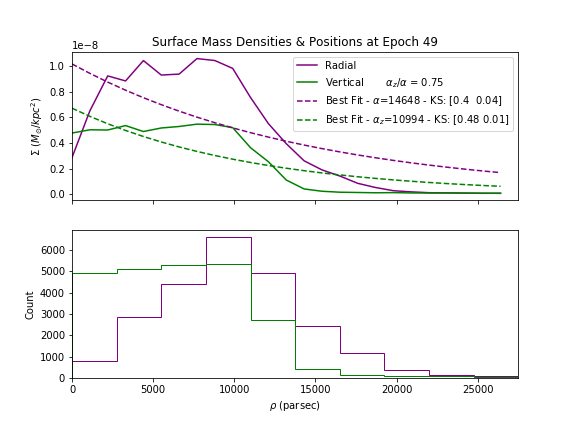 Surface Mass Densities & Positions at Epoch 49
1e−8
1.0
0.8
0.6
0.4
0.2
0.0
Σ (M⊙/kpc²)
Radial
Vertical α_z/α = 0.75
Best Fit - α=14648 - KS: [0.4 0.04]
Best Fit - α_z=10994 - KS: [0.48 0.01]
6000
5000
4000
3000
2000
1000
0
Count
0 5000 10000 15000 20000 25000
ρ (parsec)